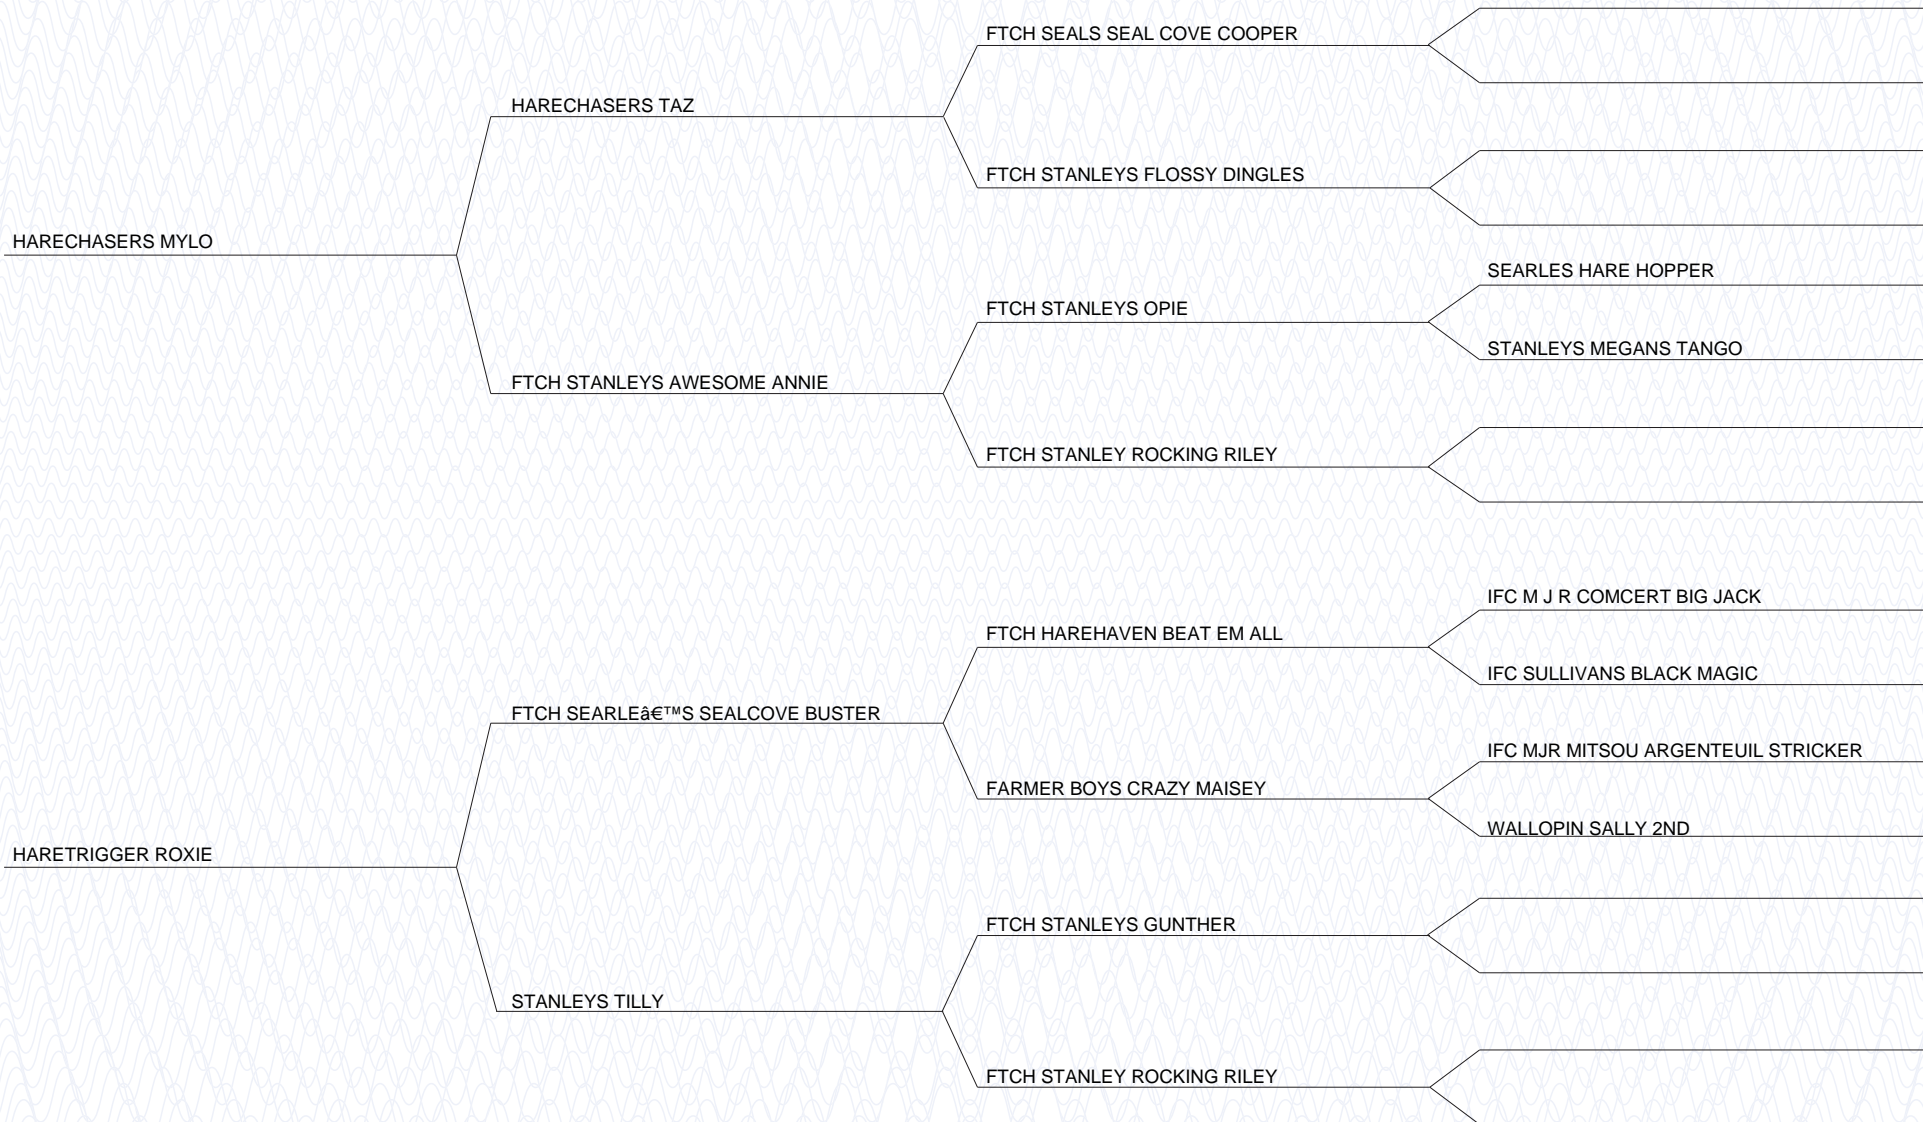 FTCH SEALS SEAL COVE COOPER
HARECHASERS TAZ
FTCH STANLEYS FLOSSY DINGLES
HARECHASERS MYLO
SEARLES HARE HOPPER
FTCH STANLEYS OPIE
STANLEYS MEGANS TANGO
FTCH STANLEYS AWESOME ANNIE
FTCH STANLEY ROCKING RILEY
IFC M J R COMCERT BIG JACK
FTCH HAREHAVEN BEAT EM ALL
IFC SULLIVANS BLACK MAGIC
FTCH SEARLEâ€™S SEALCOVE BUSTER
IFC MJR MITSOU ARGENTEUIL STRICKER
FARMER BOYS CRAZY MAISEY
WALLOPIN SALLY 2ND
HARETRIGGER ROXIE
FTCH STANLEYS GUNTHER
STANLEYS TILLY
FTCH STANLEY ROCKING RILEY